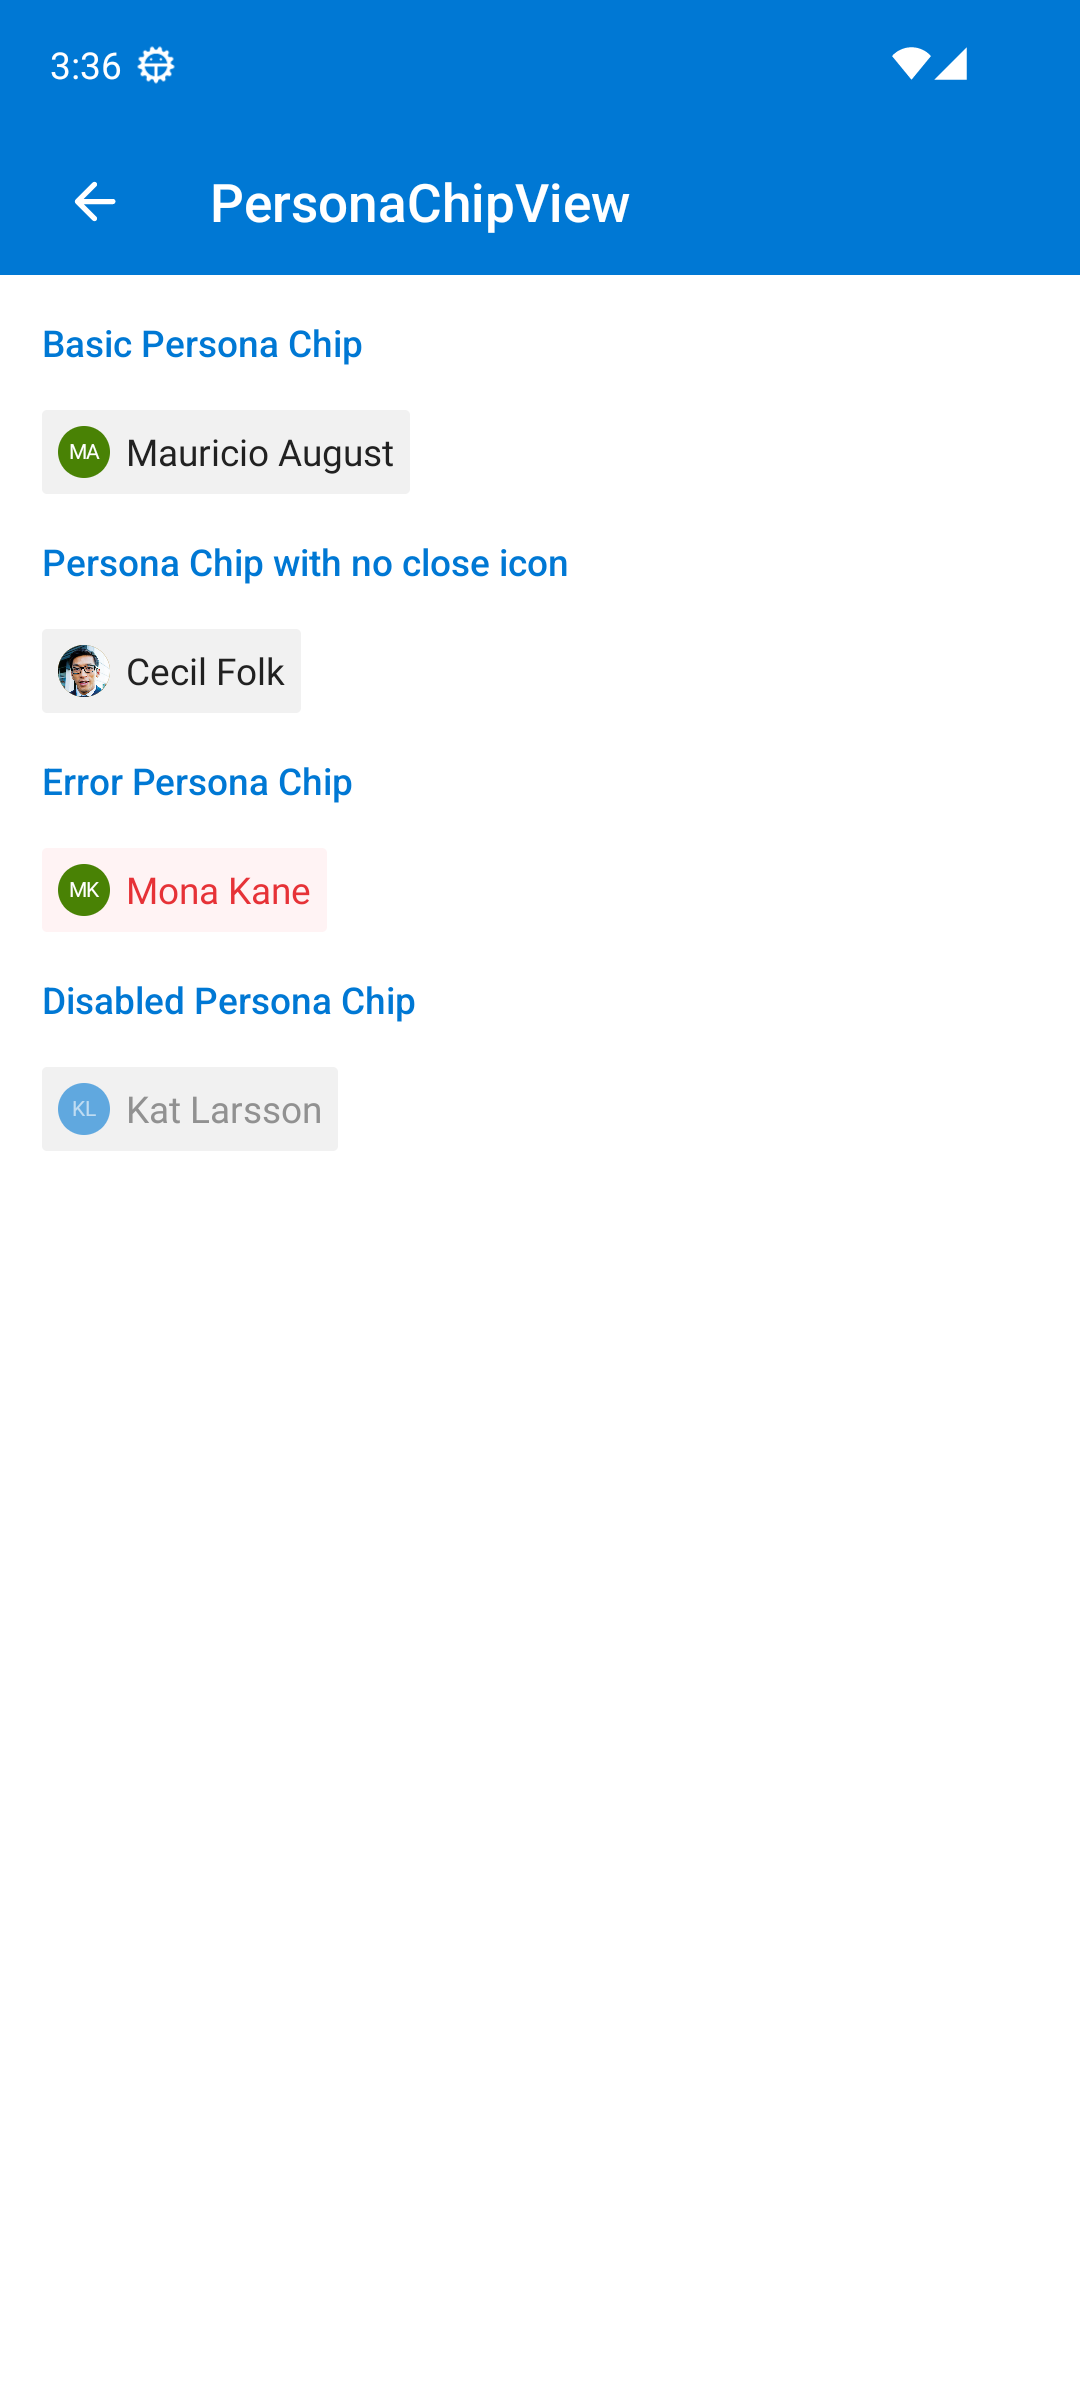 3:36
PersonaChipView
Basic Persona Chip
MA Mauricio August
Persona Chip with no close icon
Cecil Folk
Error Persona Chip
MK Mona Kane
Disabled Persona Chip
KL Kat Larsson